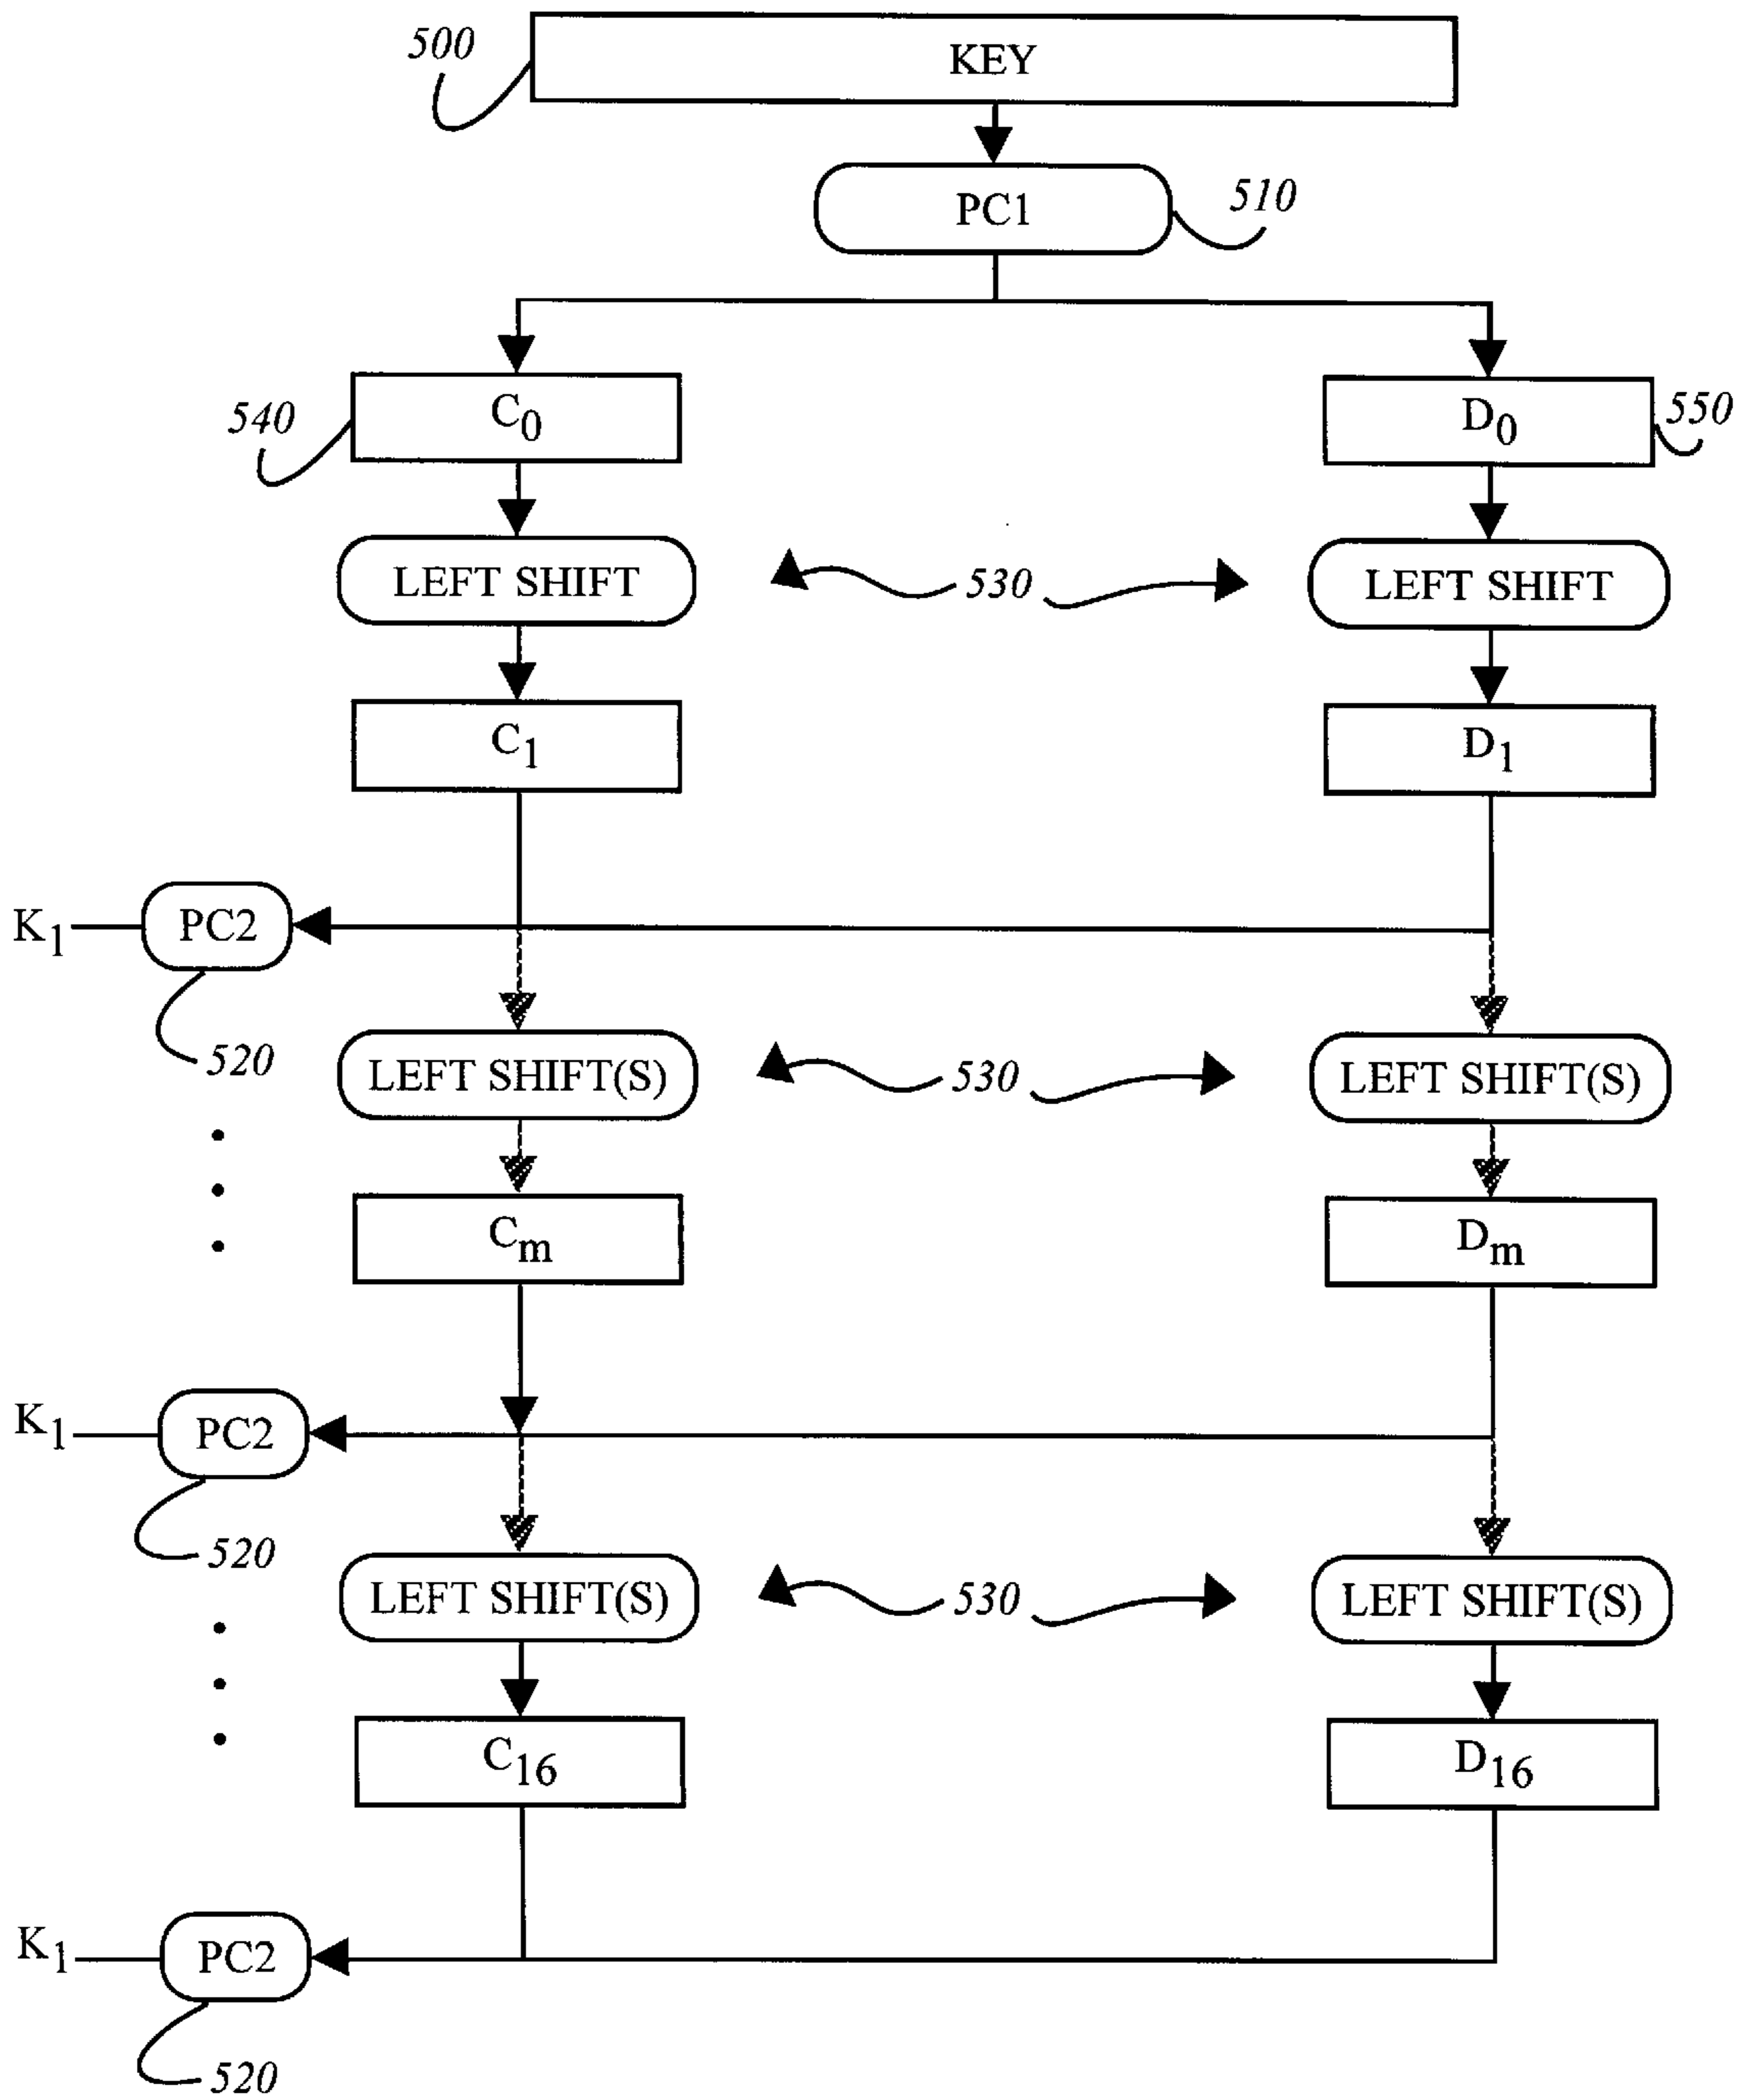 500
KEY
PC1
510
540
C0
D0
550
LEFT SHIFT
530
LEFT SHIFT
C1
D1
K1
PC2
520
LEFT SHIFT(S)
530
LEFT SHIFT(S)
Cm
Dm
K1
PC2
520
LEFT SHIFT(S)
530
LEFT SHIFT(S)
C16
D16
K1
PC2
520